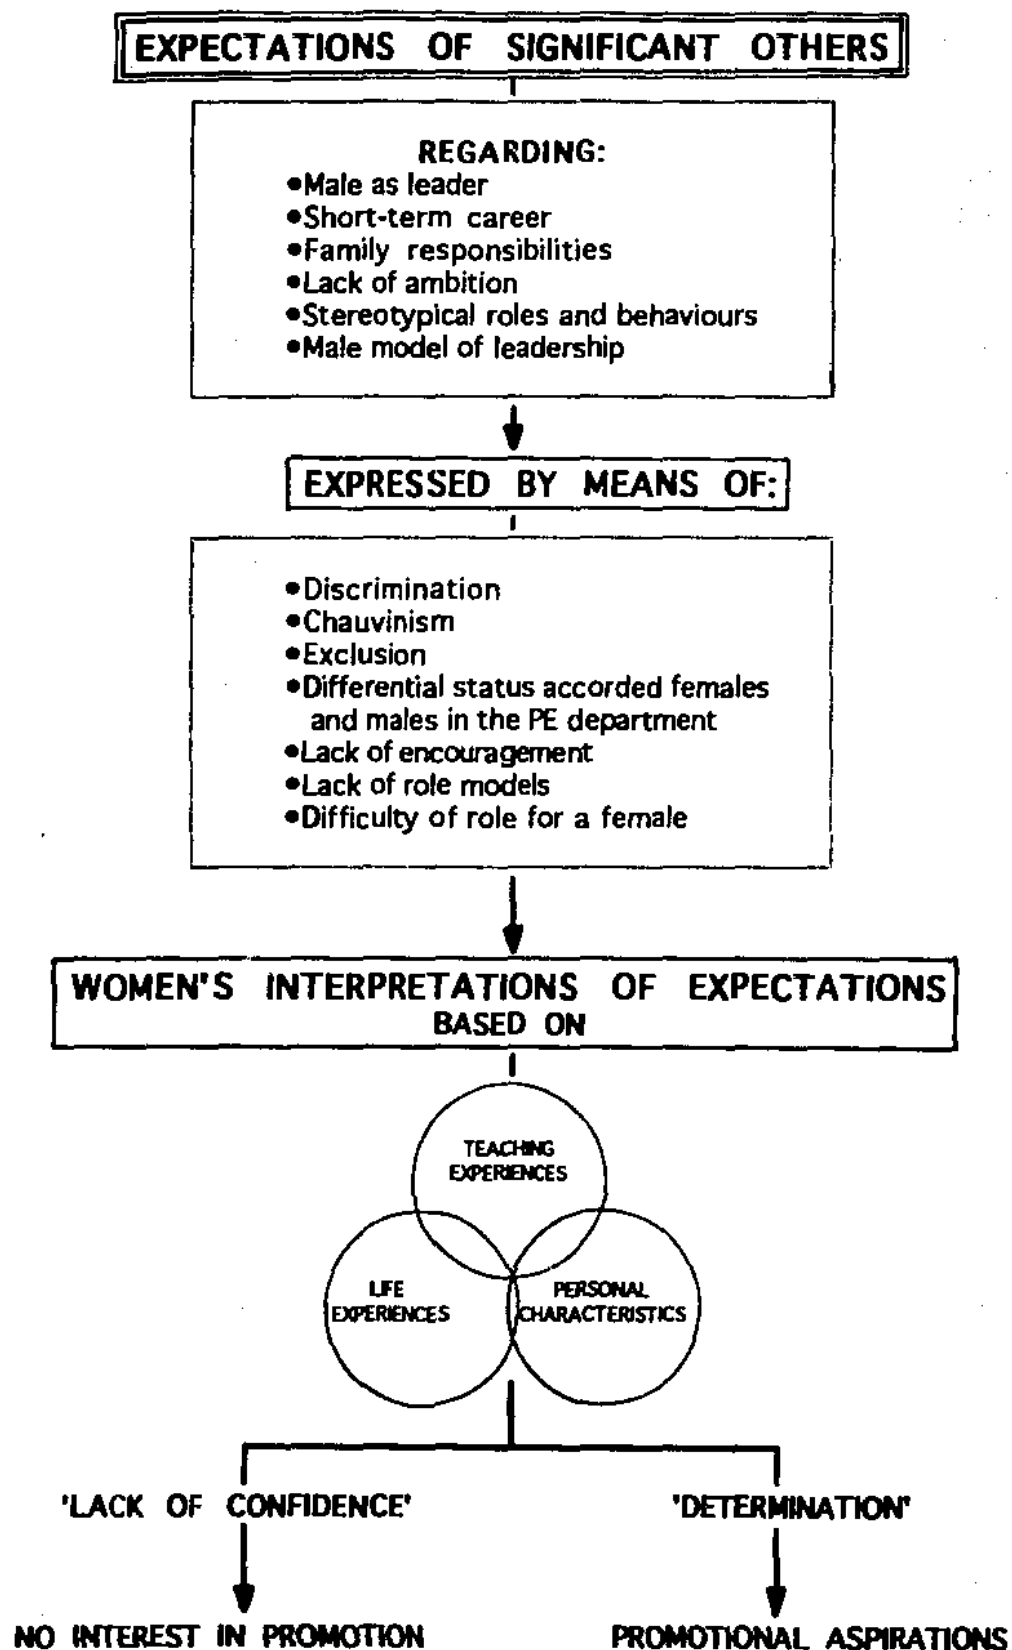 EXPECTATIONS OF SIGNIFICANT OTHERS
REGARDING:
•Male as leader
•Short-term career
•Family responsibilities
•Lack of ambition
•Stereotypical roles and behaviours
•Male model of leadership
EXPRESSED BY MEANS OF:
•Discrimination
•Chauvinism
•Exclusion
•Differential status accorded females
and males in the PE department
•Lack of encouragement
•Lack of role models
•Difficulty of role for a female
WOMEN'S INTERPRETATIONS OF EXPECTATIONS
BASED ON
TEACHING
EXPERIENCES
LIFE
EXPERIENCES
PERSONAL
CHARACTERISTICS
'LACK OF CONFIDENCE'
'DETERMINATION'
NO INTEREST IN PROMOTION
PROMOTIONAL ASPIRATIONS